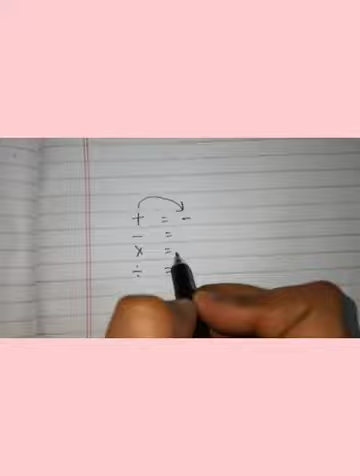 + = -
- =
× =
÷ =